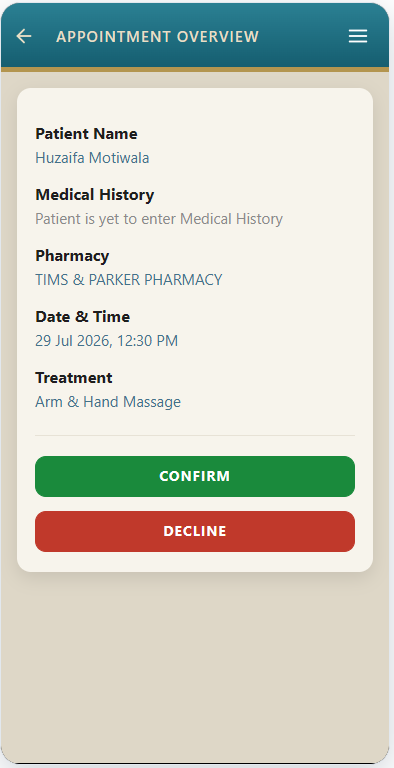 APPOINTMENT OVERVIEW
Patient Name
Huzaifa Motiwala
Medical History
Patient is yet to enter Medical History
Pharmacy
TIMS & PARKER PHARMACY
Date & Time
29 Jul 2026, 12:30 PM
Treatment
Arm & Hand Massage
CONFIRM
DECLINE